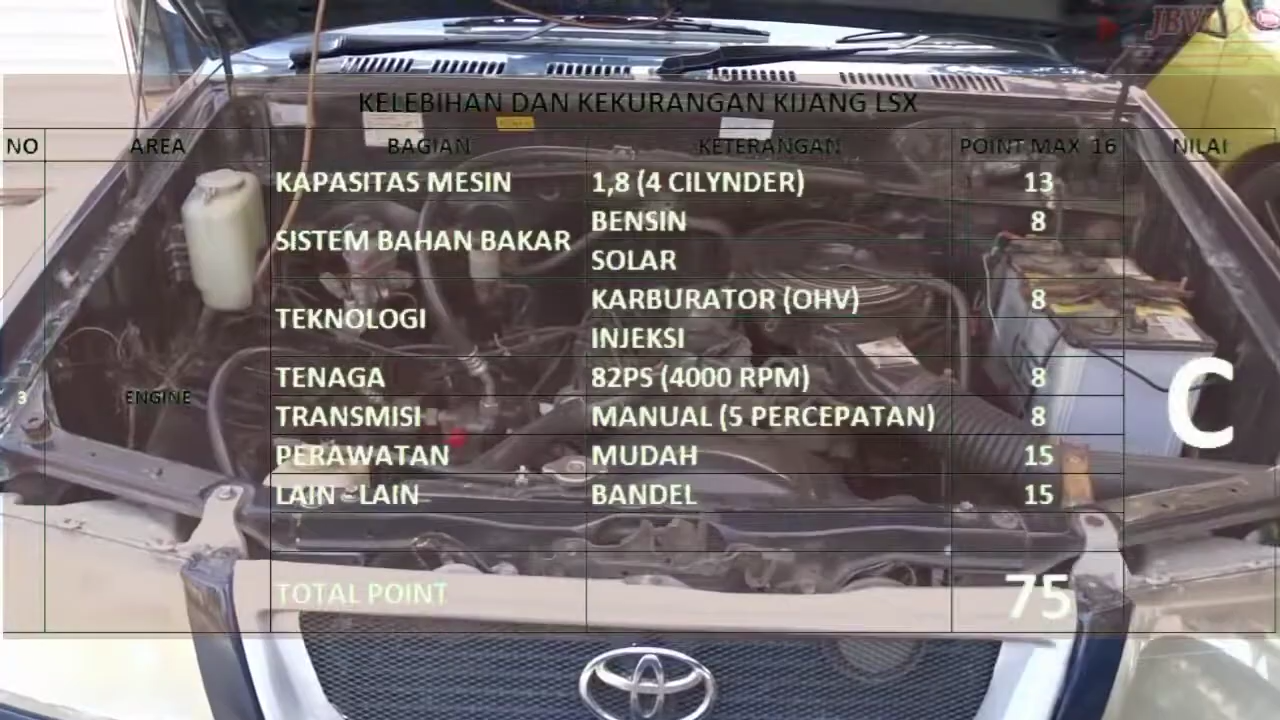 JBVLOG
KELEBIHAN DAN KEKURANGAN KIJANG LSX
NO AREA BAGIAN KETERANGAN POINT MAX 16 NILAI
KAPASITAS MESIN 1,8 (4 CILYNDER) 13
SISTEM BAHAN BAKAR BENSIN 8
SOLAR
TEKNOLOGI KARBURATOR (OHV) 8
INJEKSI
3 ENGINE TENAGA 82PS (4000 RPM) 8 C
TRANSMISI MANUAL (5 PERCEPATAN) 8
PERAWATAN MUDAH 15
LAIN - LAIN BANDEL 15
TOTAL POINT 75